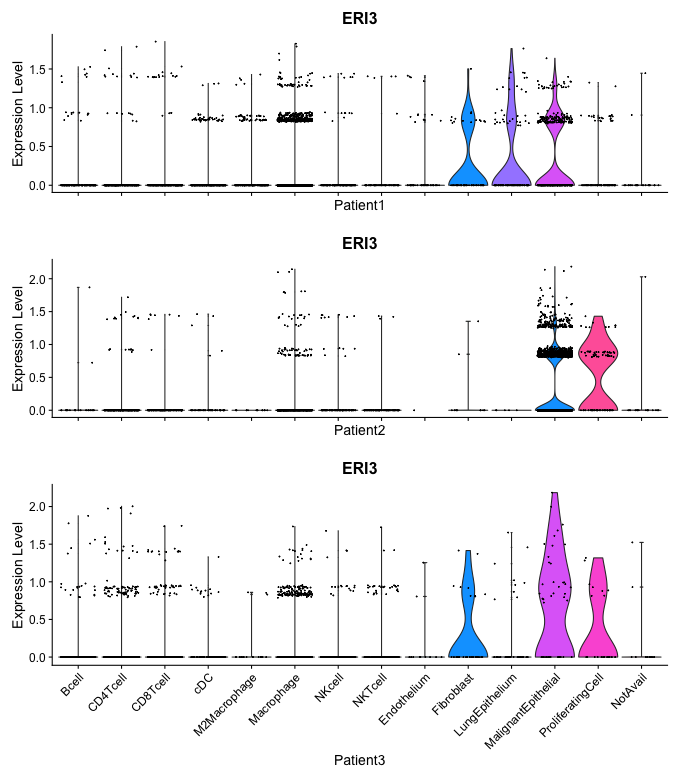 ERI3
Expression Level
1.5
1.0
0.5
0.0
Patient1
ERI3
Expression Level
2.0
1.5
1.0
0.5
0.0
Patient2
ERI3
Expression Level
2.0
1.5
1.0
0.5
0.0
Bcell
CD4Tcell
CD8Tcell
cDC
M2Macrophage
Macrophage
NKcell
NKTcell
Endothelium
Fibroblast
LungEpithelium
MalignantEpithelial
ProliferatingCell
NotAvail
Patient3